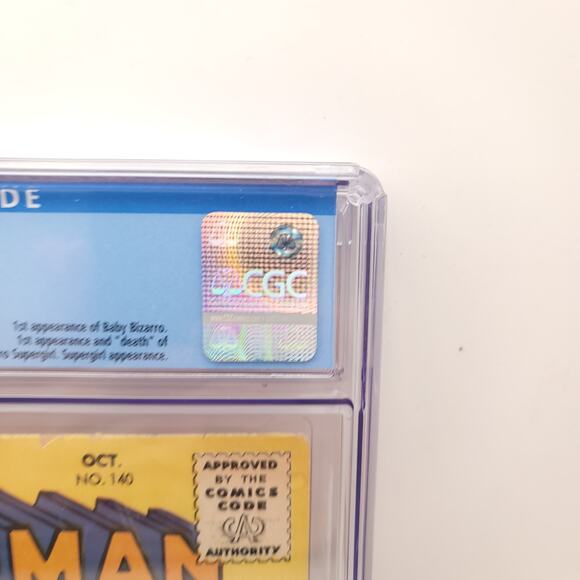 DE
CGC
1st appearance of Baby Bizarro.
1st appearance and "death" of
Supergirl. Supergirl appearance.
OCT.
NO. 140
APPROVED
BY THE
COMICS
CODE
AUTHORITY
MAN